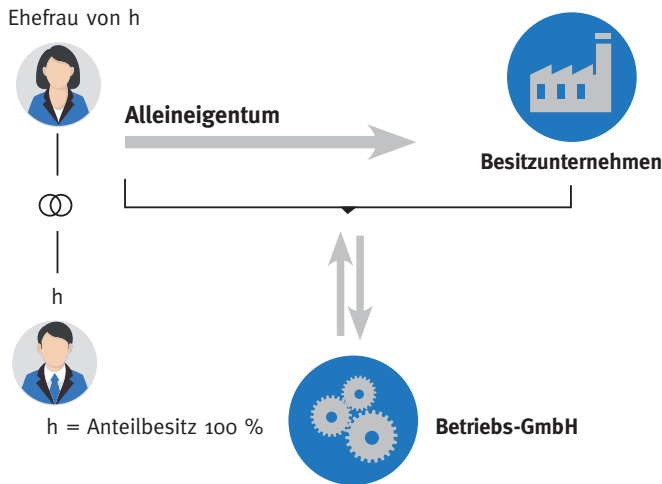 Ehefrau von h
Alleineigentum
Besitzunternehmen
h
h = Anteilbesitz 100 %
Betriebs-GmbH